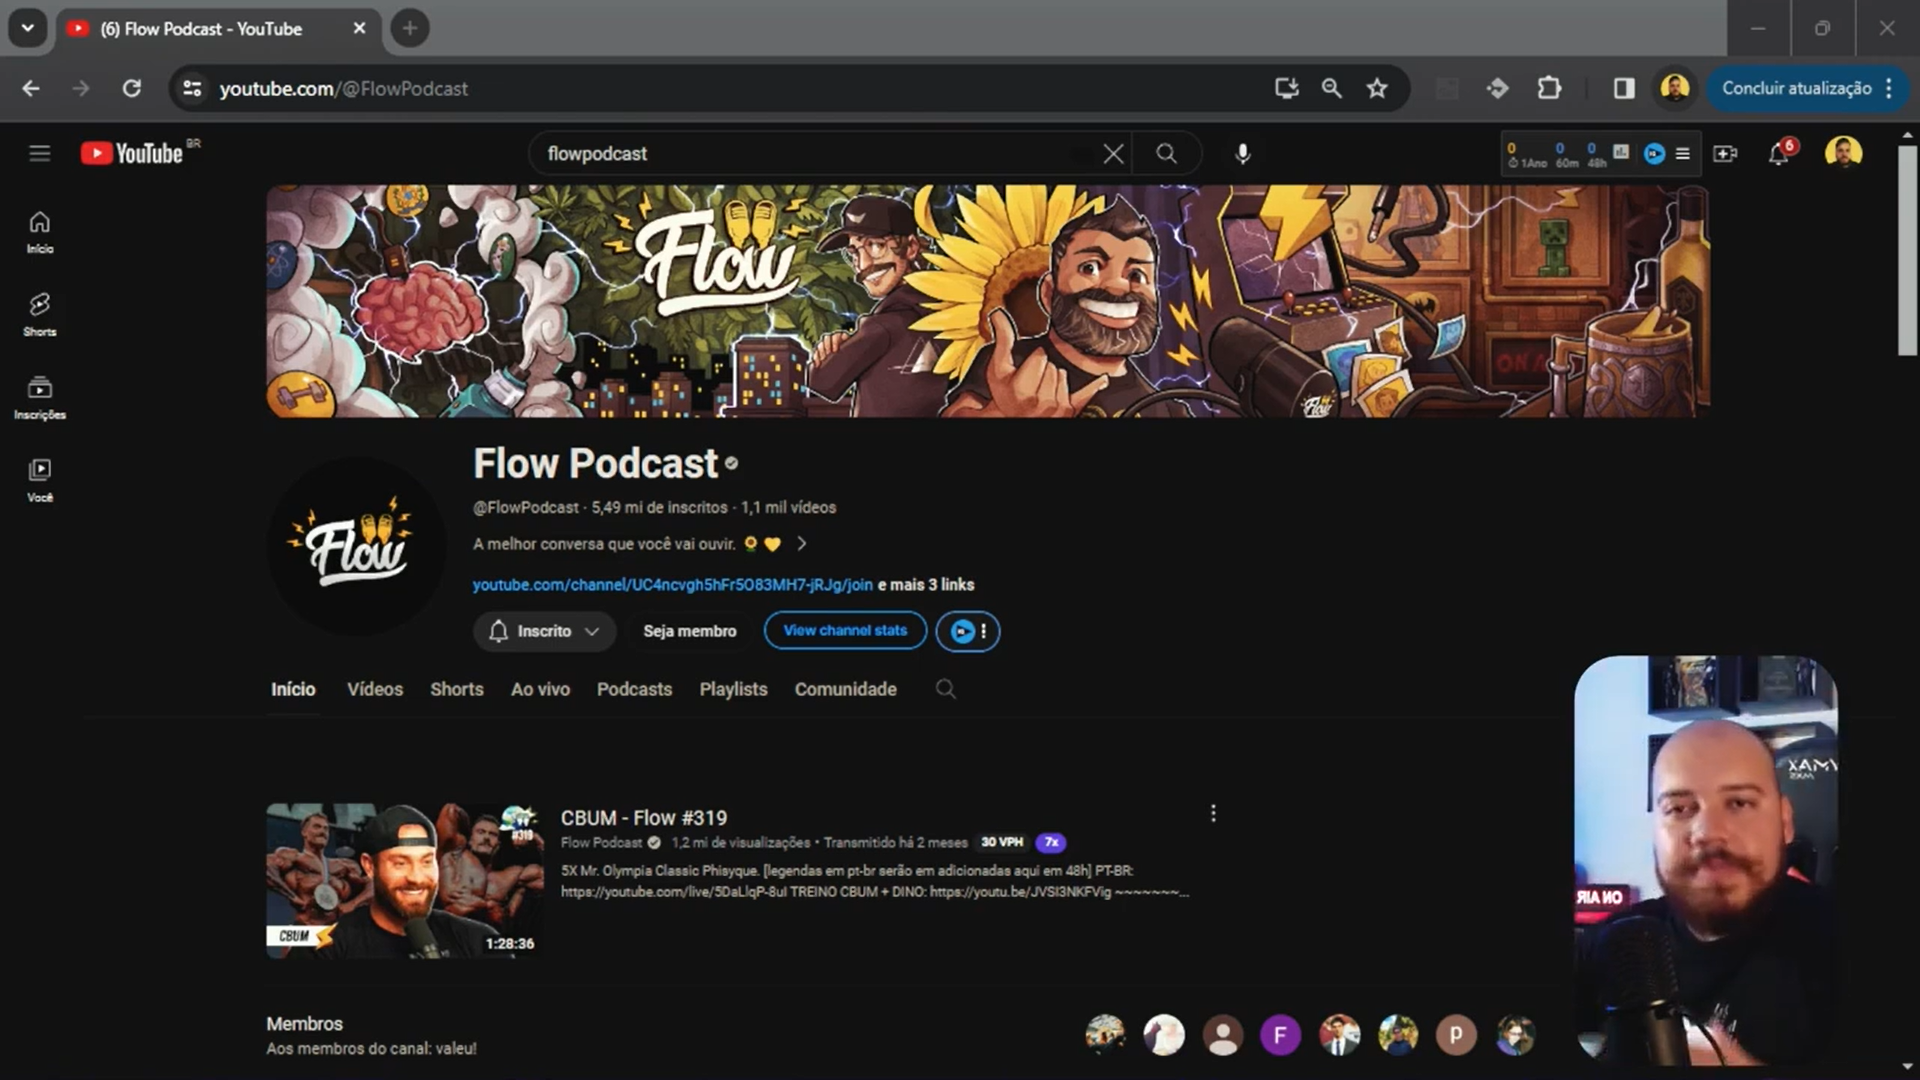 (6) Flow Podcast - YouTube
youtube.com/@FlowPodcast
Concluir atualização
YouTube BR
flowpodcast
0 0 0
1Ano 60m 48h
6
Início
Shorts
Inscrições
Você
Flow
Flow
Flow Podcast
@FlowPodcast · 5,49 mi de inscritos · 1,1 mil vídeos
A melhor conversa que você vai ouvir. 🌻 💛
youtube.com/channel/UC4ncvgh5hFr5O83MH7-jRJg/join e mais 3 links
Flow
Inscrito
Seja membro
View channel stats
Início Vídeos Shorts Ao vivo Podcasts Playlists Comunidade
CBUM - Flow #319
Flow Podcast 1,2 mi de visualizações • Transmitido há 2 meses 30 VPH 7x
5X Mr. Olympia Classic Phisyque. [legendas em pt-br serão em adicionadas aqui em 48h] PT-BR:
https://youtube.com/live/5DaLlqP-8uI TREINO CBUM + DINO: https://youtu.be/JVSI3NKFVig ~~~~~~~...
#319
CBUM
1:28:36
ON AIR
Membros
Aos membros do canal: valeu!
F
P